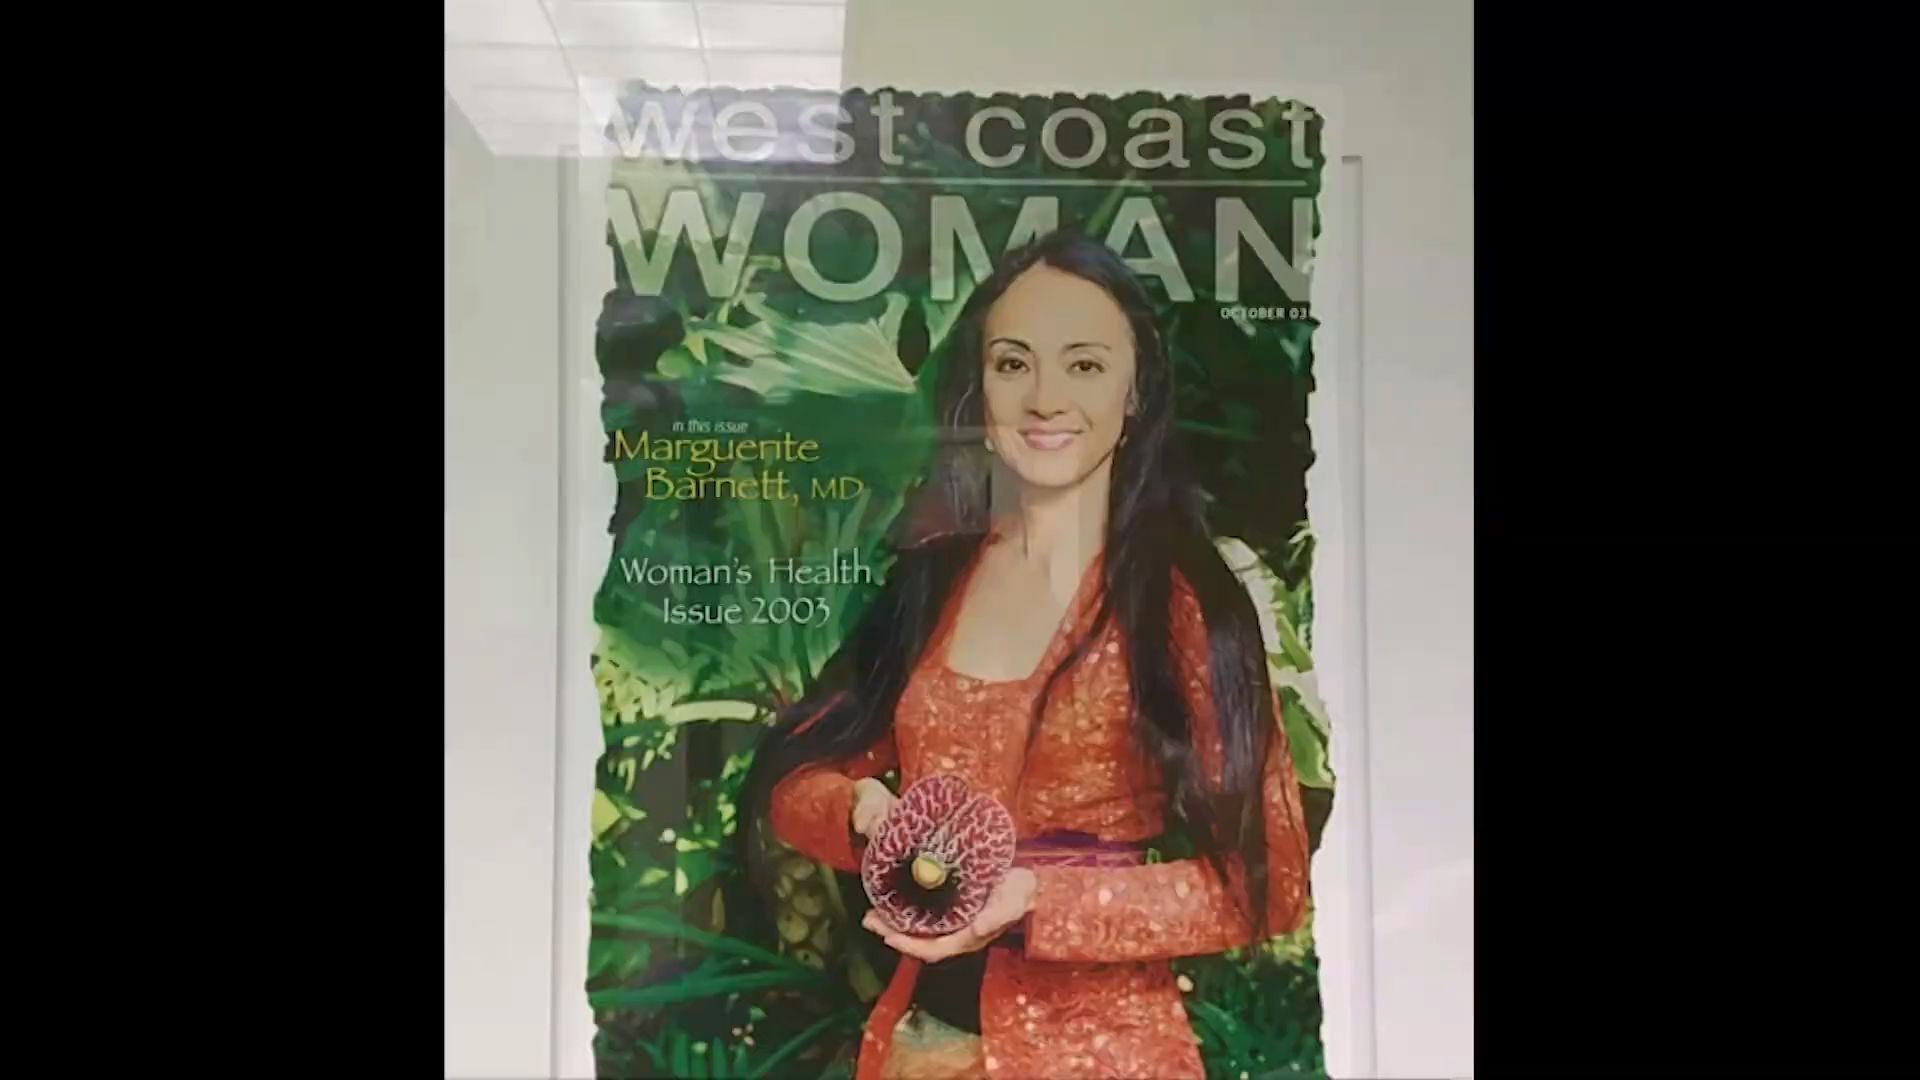 west coast
WOMAN
OCTOBER 03
in this issue
Marguerite
Barnett, MD
Woman's Health
Issue 2003